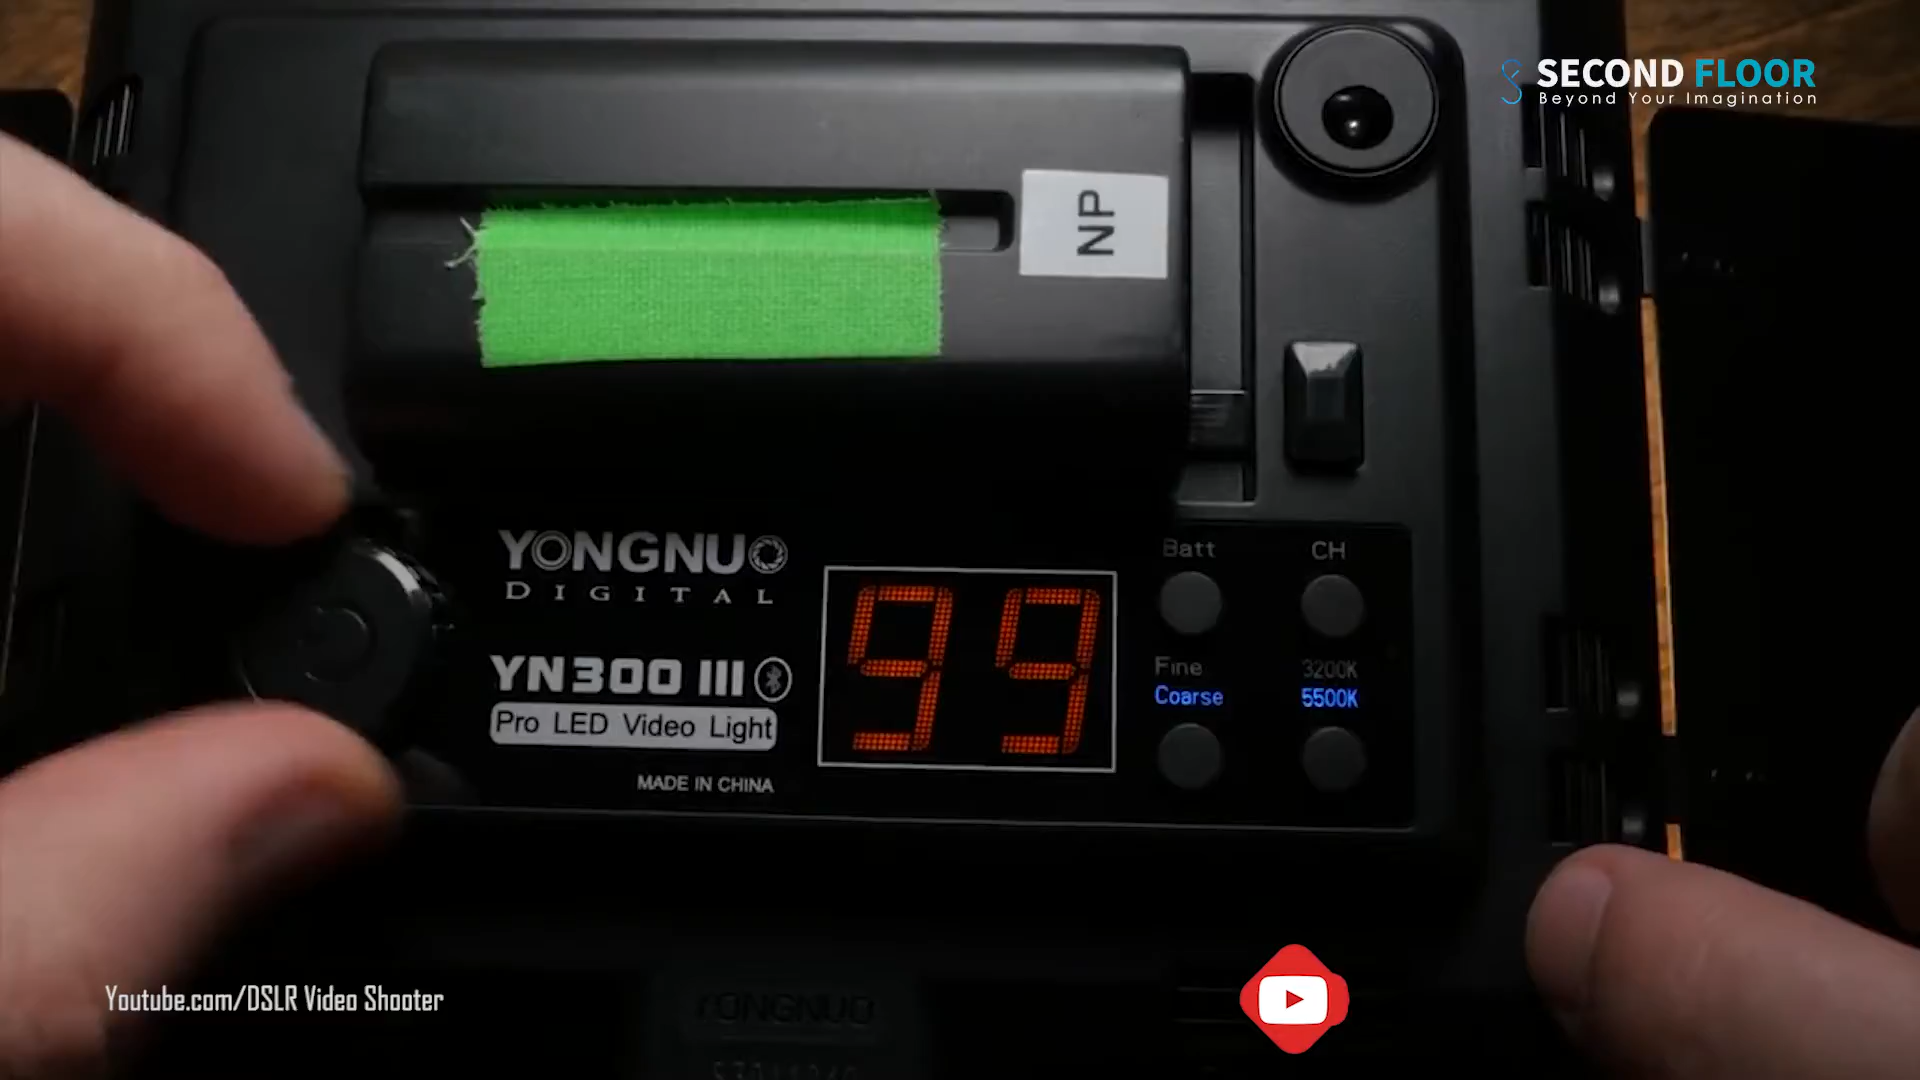 SECOND FLOOR
Beyond Your Imagination
NP
YONGNUO
DIGITAL
YN300 III
Pro LED Video Light
MADE IN CHINA
99
Batt
CH
Fine
3200K
Coarse
5500K
Youtube.com/DSLR Video Shooter
YONGNUO